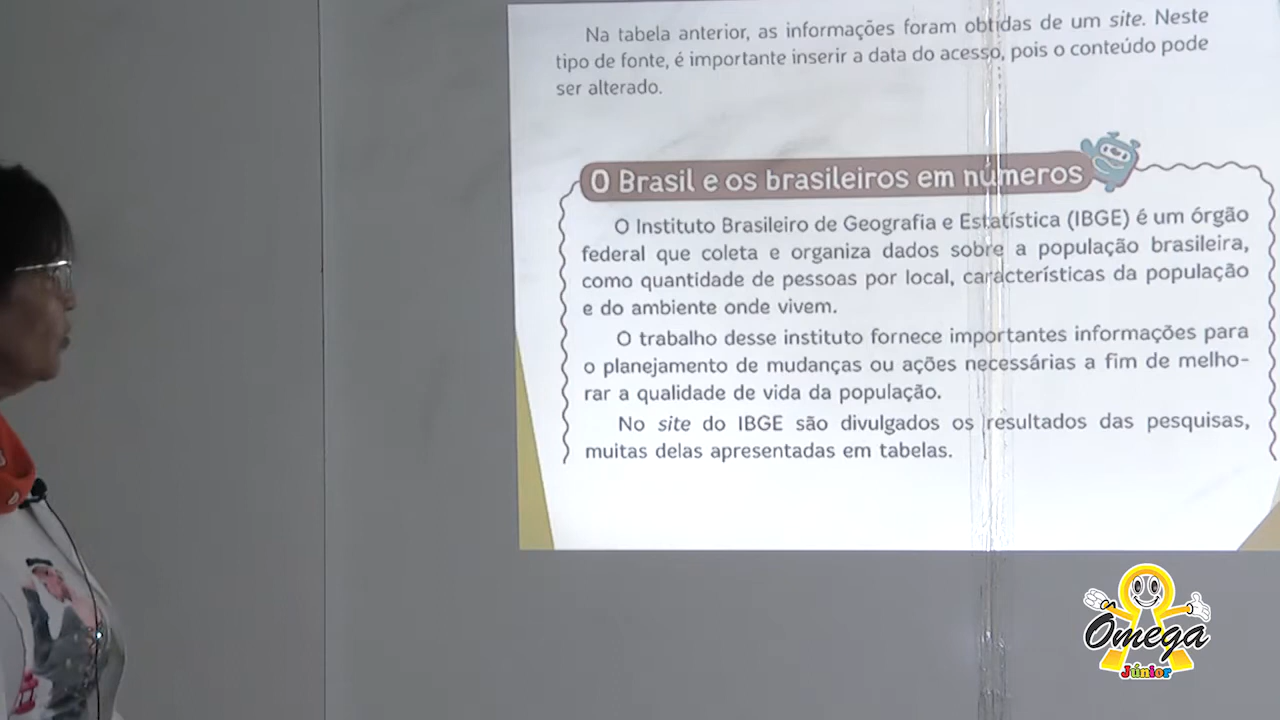 Na tabela anterior, as informações foram obtidas de um site. Neste
tipo de fonte, é importante inserir a data do acesso, pois o conteúdo pode
ser alterado.
O Brasil e os brasileiros em números
O Instituto Brasileiro de Geografia e Estatística (IBGE) é um órgão
federal que coleta e organiza dados sobre a população brasileira,
como quantidade de pessoas por local, características da população
e do ambiente onde vivem.
O trabalho desse instituto fornece importantes informações para
o planejamento de mudanças ou ações necessárias a fim de melho-
rar a qualidade de vida da população.
No site do IBGE são divulgados os resultados das pesquisas,
muitas delas apresentadas em tabelas.
Ômega
Júnior